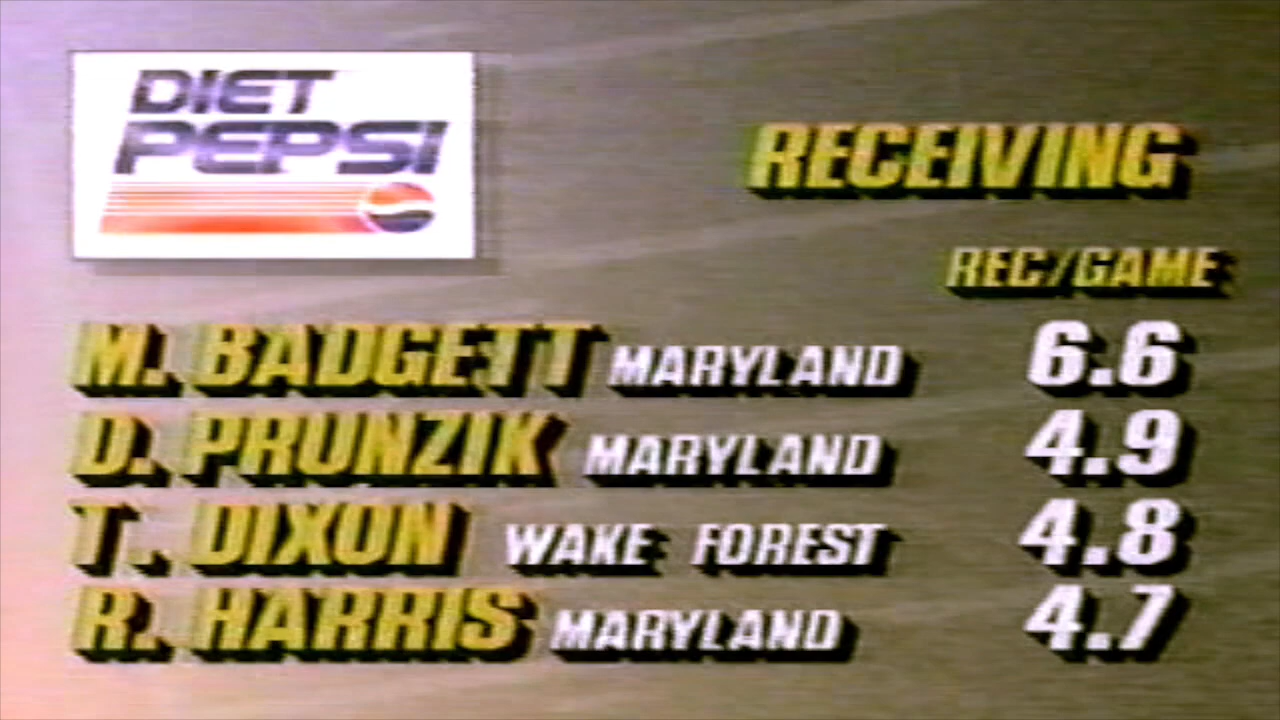 DIET
PEPSI
RECEIVING
REC/GAME
M. BADGETT MARYLAND 6.6
D. PRUNZIK MARYLAND 4.9
T. DIXON WAKE FOREST 4.8
R. HARRIS MARYLAND 4.7